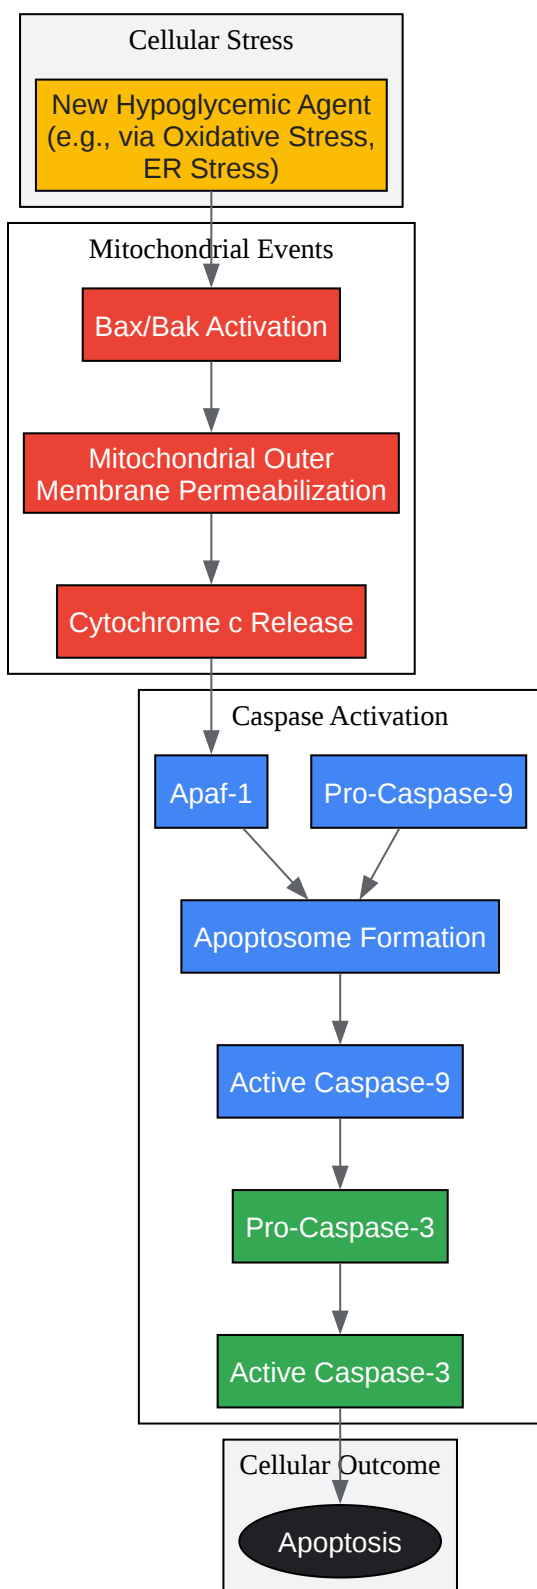 Cellular Stress
New Hypoglycemic Agent
(e.g., via Oxidative Stress,
ER Stress)
Mitochondrial Events
Bax/Bak Activation
Mitochondrial Outer
Membrane Permeabilization
Cytochrome c Release
Caspase Activation
Apaf-1
Pro-Caspase-9
Apoptosome Formation
Active Caspase-9
Pro-Caspase-3
Active Caspase-3
Cellular Outcome
Apoptosis